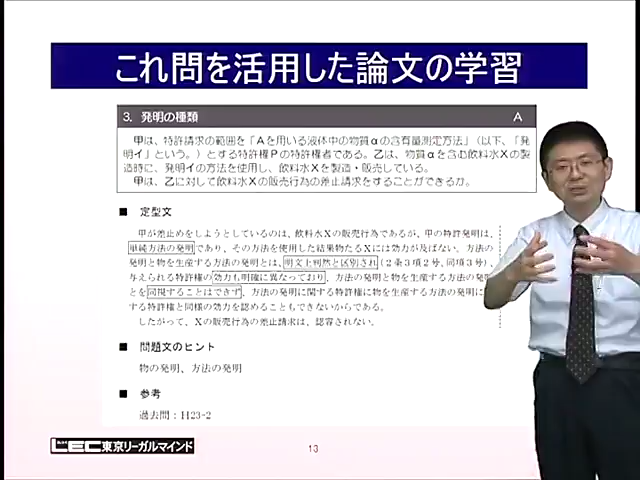 これ問を活用した論文の学習
3. 発明の種類 A
甲は、特許請求の範囲を「Aを用いる液体中の物質αの含有量測定方法」(以下、「発
明イ」という。)とする特許権Pの特許権者である。乙は、物質αを含む飲料水Xの製
造時に、発明イの方法を使用し、飲料水Xを製造・販売している。
甲は、乙に対して飲料水Xの販売行為の差止請求をすることができるか。
■ 定型文
甲が差止めをしようとしているのは、飲料水Xの販売行為であるが、甲の特許発明は、
単純方法の発明であり、その方法を使用した結果物たるXには効力が及ばない。方法の
発明と物を生産する方法の発明とは、明文上判然と区別され(2条3項2号、同項3号)、
与えられる特許権の効力も明確に異なっており、方法の発明と物を生産する方法の発明
とを同視することはできず、方法の発明に関する特許権に物を生産する方法の発明に
する特許権と同様の効力を認めることもできないからである。
したがって、Xの販売行為の差止請求は、認容されない。
■ 問題文のヒント
物の発明、方法の発明
■ 参考
過去問:H23-2
LEC東京リーガルマインド
13